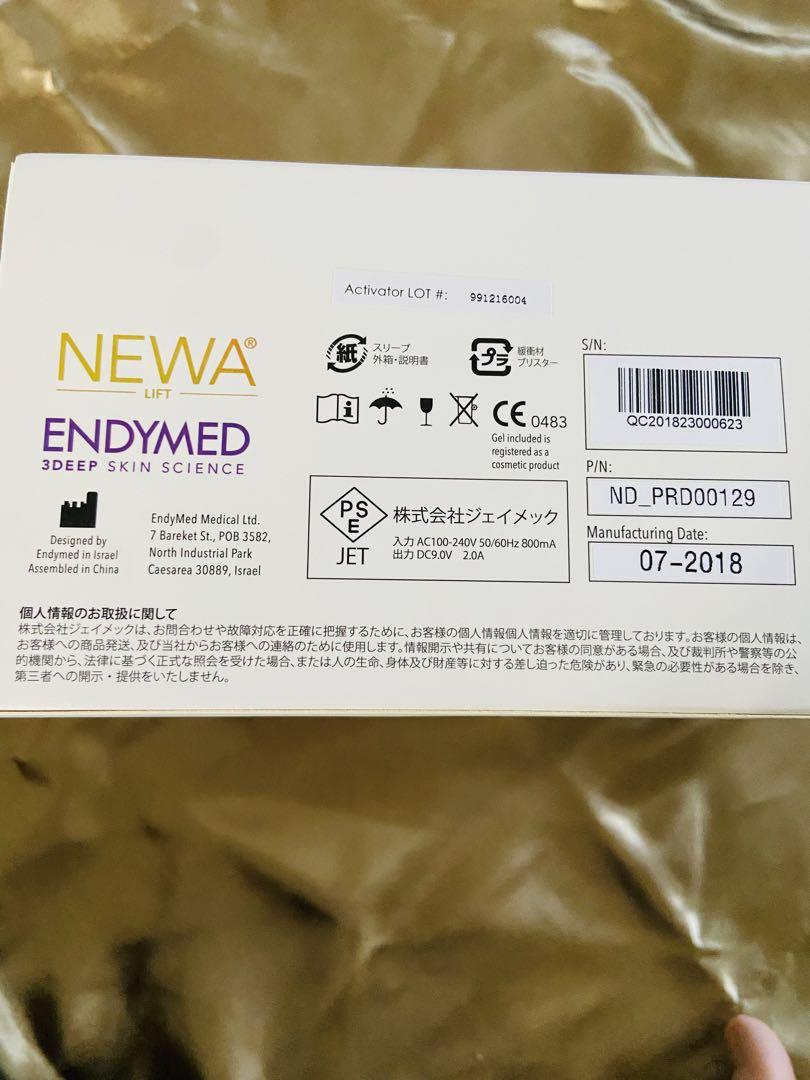 Activator LOT #: 991216004
NEWA®
LIFT
ENDYMED
3DEEP SKIN SCIENCE
Designed by
Endymed in Israel
Assembled in China
EndyMed Medical Ltd.
7 Bareket St., POB 3582,
North Industrial Park
Caesarea 30889, Israel
紙
スリーブ
外箱・説明書
プラ
緩衝材
ブリスター
CE 0483
Gel included is
registered as a
cosmetic product
PS
E
JET
株式会社ジェイメック
入力 AC100-240V 50/60Hz 800mA
出力 DC9.0V 2.0A
S/N:
QC201823000623
P/N:
ND_PRD00129
Manufacturing Date:
07-2018
個人情報のお取扱に関して
株式会社ジェイメックは、お問合わせや故障対応を正確に把握するために、お客様の個人情報個人情報を適切に管理しております。お客様の個人情報は、
お客様への商品発送、及び当社からお客様への連絡のために使用します。情報開示や共有についてお客様の同意がある場合、及び裁判所や警察等の公
的機関から、法律に基づく正式な照会を受けた場合、または人の生命、身体及び財産等に対する差し迫った危険があり、緊急の必要性がある場合を除き、
第三者への開示・提供をいたしません。